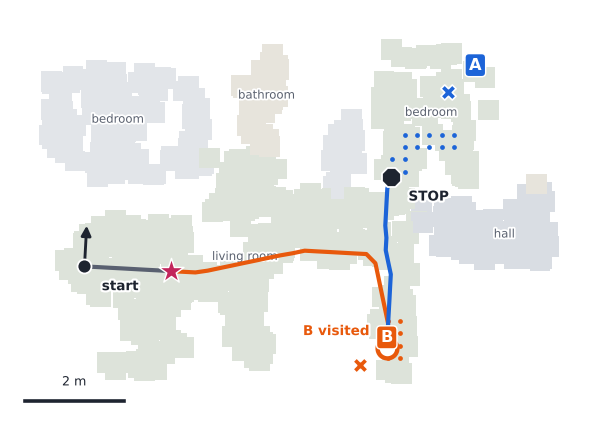 A
bathroom
bedroom
bedroom
STOP
hall
living room
start
B visited
B
2 m